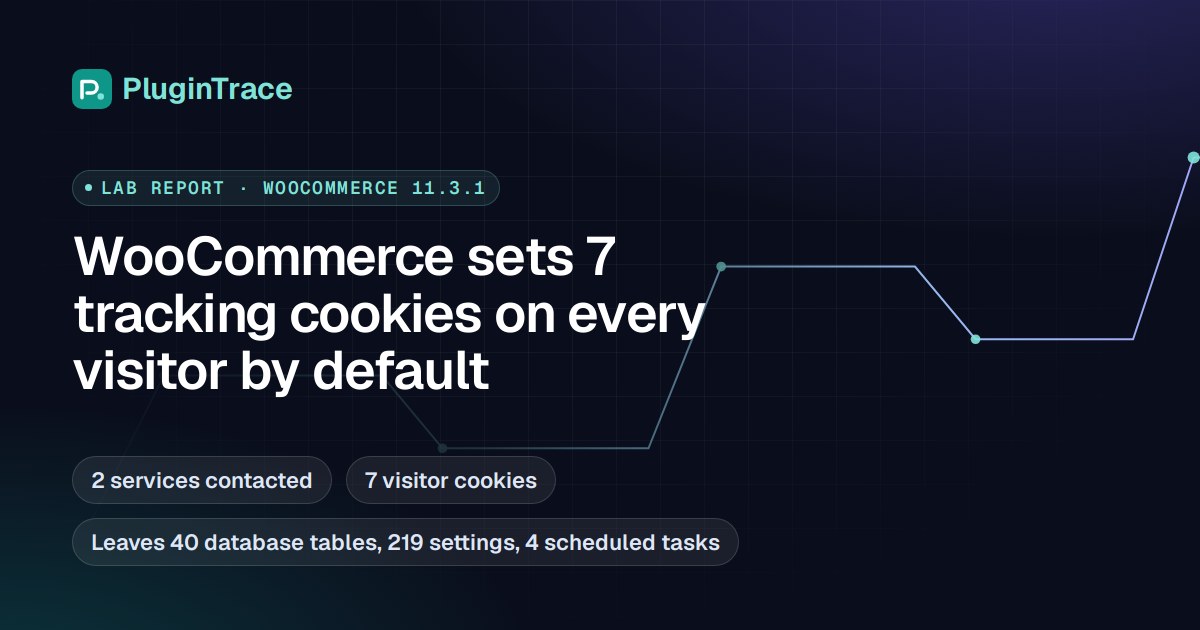 PluginTrace
LAB REPORT · WOOCOMMERCE 11.3.1
WooCommerce sets 7
tracking cookies on every
visitor by default
2 services contacted
7 visitor cookies
Leaves 40 database tables, 219 settings, 4 scheduled tasks